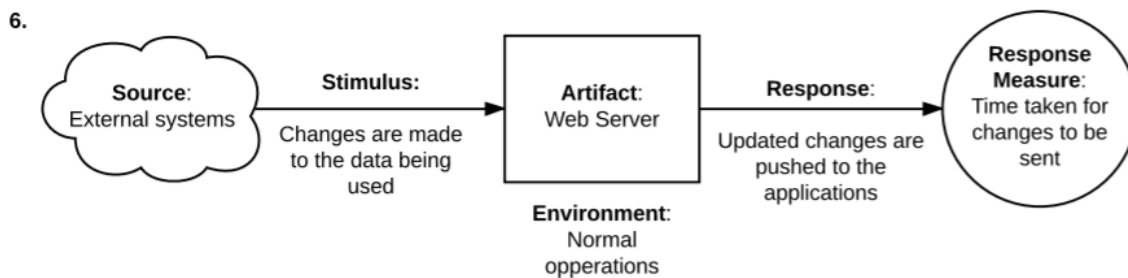 6.
Source:
External systems
Stimulus:
Changes are made
to the data being
used
Artifact:
Web Server
Environment:
Normal
opperations
Response:
Updated changes are
pushed to the
applications
Response
Measure:
Time taken for
changes to be
sent